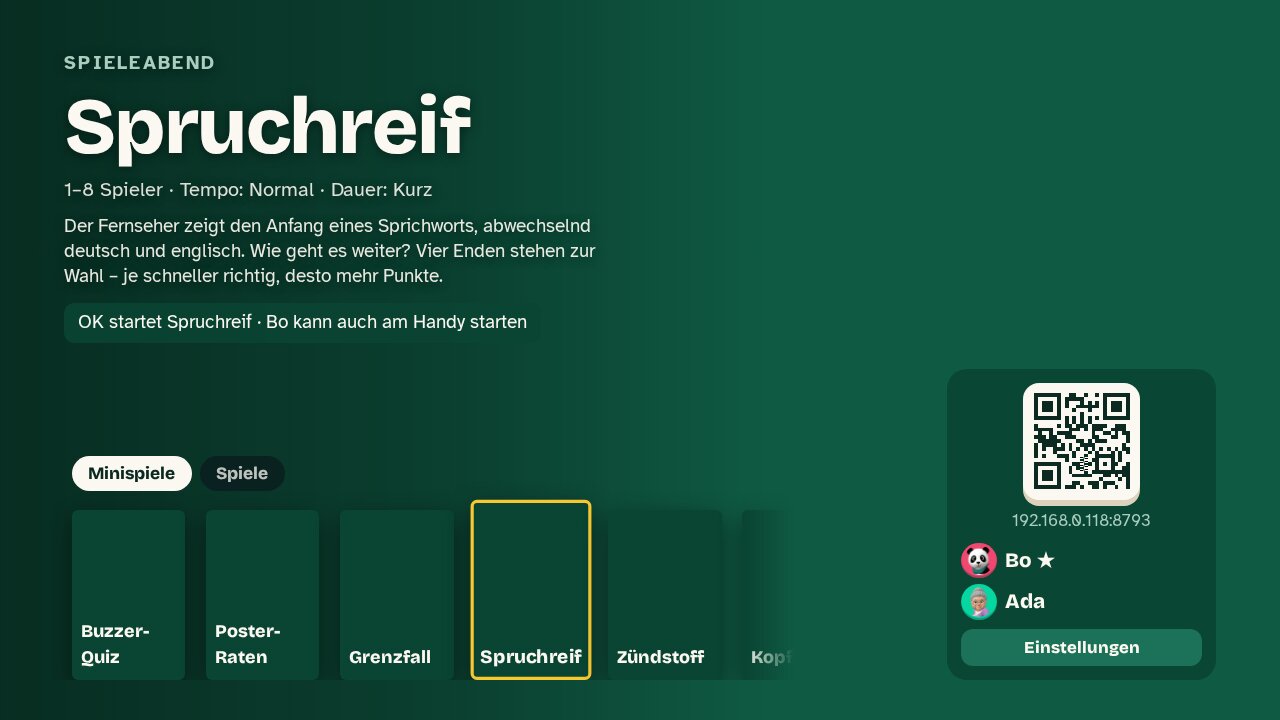 SPIELEABEND
Spruchreif
1–8 Spieler · Tempo: Normal · Dauer: Kurz
Der Fernseher zeigt den Anfang eines Sprichworts, abwechselnd
deutsch und englisch. Wie geht es weiter? Vier Enden stehen zur
Wahl – je schneller richtig, desto mehr Punkte.
OK startet Spruchreif · Bo kann auch am Handy starten
Minispiele
Spiele
Buzzer-
Quiz
Poster-
Raten
Grenzfall
Spruchreif
Zündstoff
Kopf
192.168.0.118:8793
Bo ★
Ada
Einstellungen